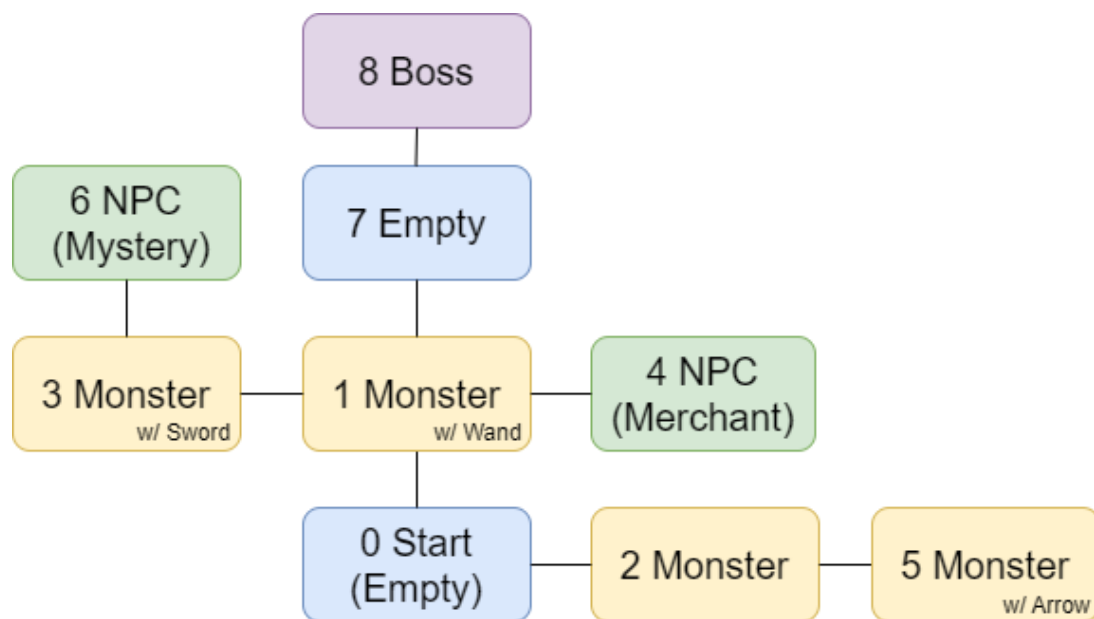 8 Boss
6 NPC
(Mystery)
7 Empty
3 Monster
w/ Sword
1 Monster
w/ Wand
4 NPC
(Merchant)
0 Start
(Empty)
2 Monster
5 Monster
w/ Arrow